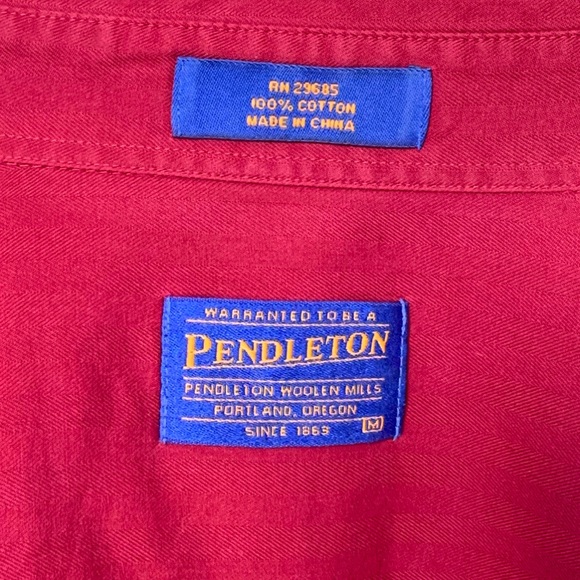 RN 29685
100% COTTON
MADE IN CHINA
WARRANTED TO BE A
PENDLETON
PENDLETON WOOLEN MILLS
PORTLAND, OREGON
SINCE 1863 M